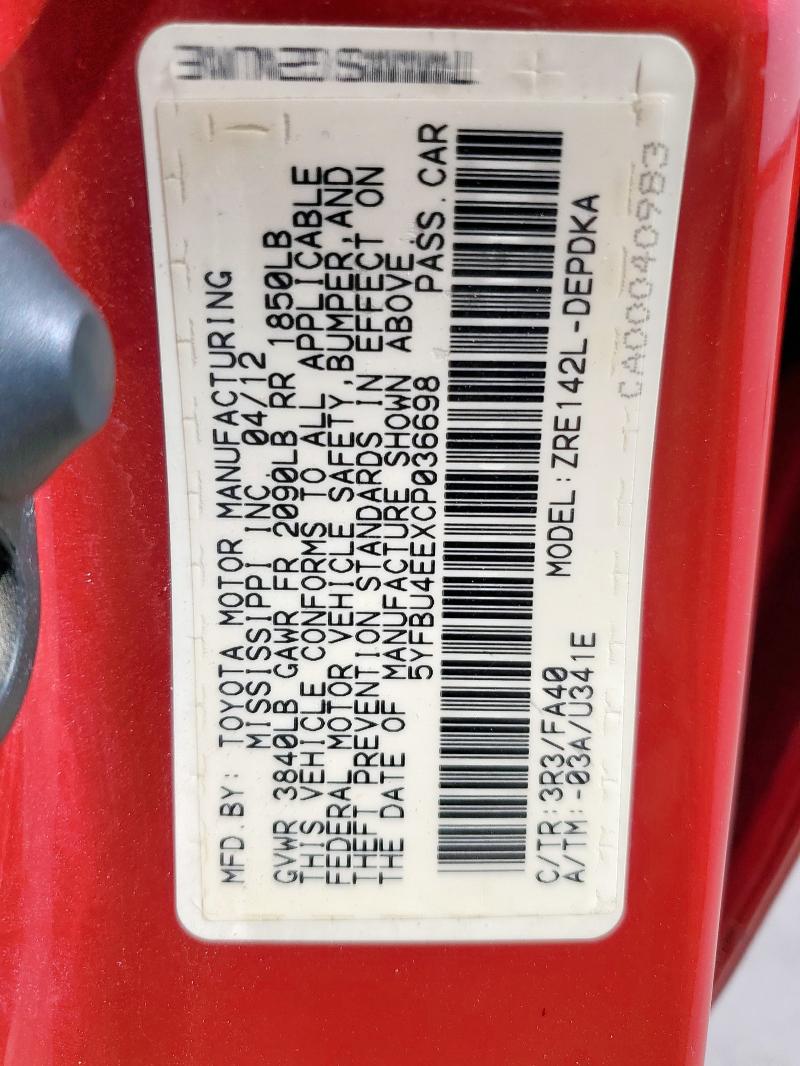 MFD.BY: TOYOTA MOTOR MANUFACTURING
MISSISSIPPI INC. 04/12
GVWR 3840LB GAWR FR 2090LB RR 1850LB
THIS VEHICLE CONFORMS TO ALL APPLICABLE
FEDERAL MOTOR VEHICLE SAFETY,BUMPER,AND
THEFT PREVENTION STANDARDS IN EFFECT ON
THE DATE OF MANUFACTURE SHOWN ABOVE.
5YFBU4EEXCP036698 PASS.CAR
MODEL:ZRE142L-DEPDKA
C/TR:3R3/FA40
A/TM:-03A/U341E
CA00040983